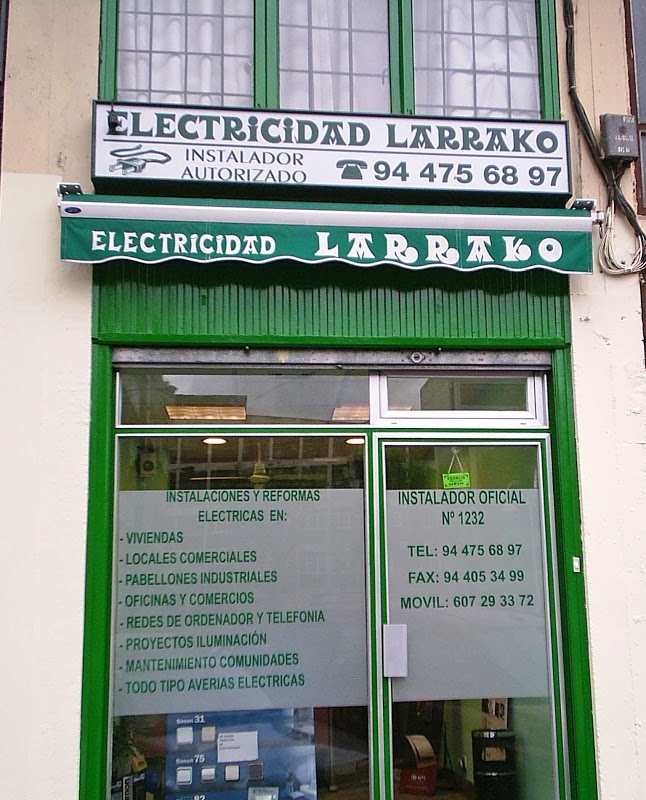 ELECTRICIDAD LARRAKO
INSTALADOR
AUTORIZADO
94 475 68 97
ELECTRICIDAD LARRAKO
INSTALACIONES Y REFORMAS
ELECTRICAS EN:
- VIVIENDAS
- LOCALES COMERCIALES
- PABELLONES INDUSTRIALES
- OFICINAS Y COMERCIOS
- REDES DE ORDENADOR Y TELEFONIA
- PROYECTOS ILUMINACIÓN
- MANTENIMIENTO COMUNIDADES
- TODO TIPO AVERIAS ELECTRICAS
INSTALADOR OFICIAL
Nº 1232
TEL: 94 475 68 97
FAX: 94 405 34 99
MOVIL: 607 29 33 72
Simon 31
Simon 75
82